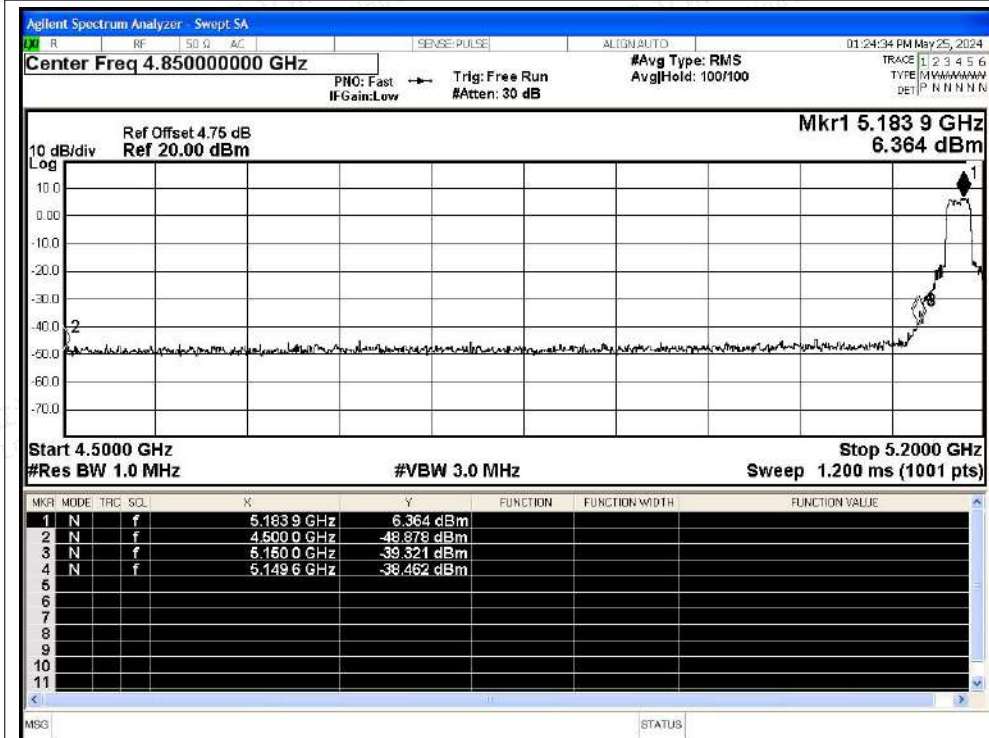 Agilent Spectrum Analyzer - Swept SA
LXI R RF 50 Ω AC SENSE:PULSE ALIGN AUTO 01:24:34 PM May 25, 2024
Center Freq 4.850000000 GHz #Avg Type: RMS TRACE 1 2 3 4 5 6
PNO: Fast Trig: Free Run Avg|Hold: 100/100 TYPE M W W W W W
IFGain:Low #Atten: 30 dB DET P N N N N N
Mkr1 5.183 9 GHz
Ref Offset 4.75 dB
10 dB/div Ref 20.00 dBm 6.364 dBm
Log
1
10.0
0.00
-10.0
-20.0
-30.0
-40.0 2
-50.0
-60.0
-70.0
Start 4.5000 GHz Stop 5.2000 GHz
#Res BW 1.0 MHz #VBW 3.0 MHz Sweep 1.200 ms (1001 pts)
MKR MODE TRC SCL X Y FUNCTION FUNCTION WIDTH FUNCTION VALUE
1 N f 5.183 9 GHz 6.364 dBm
2 N f 4.500 0 GHz -48.878 dBm
3 N f 5.150 0 GHz -39.321 dBm
4 N f 5.149 6 GHz -38.462 dBm
5
6
7
8
9
10
11
MSG STATUS